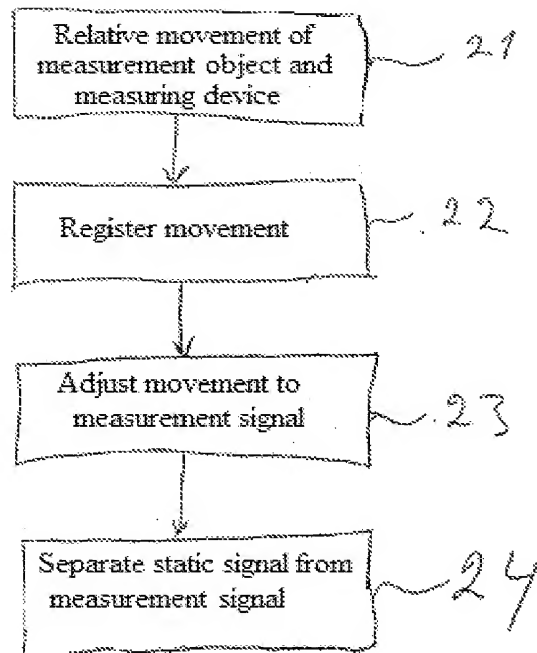 Relative movement of
measurement object and
measuring device
21
Register movement
22
Adjust movement to
measurement signal
23
Separate static signal from
measurement signal
24